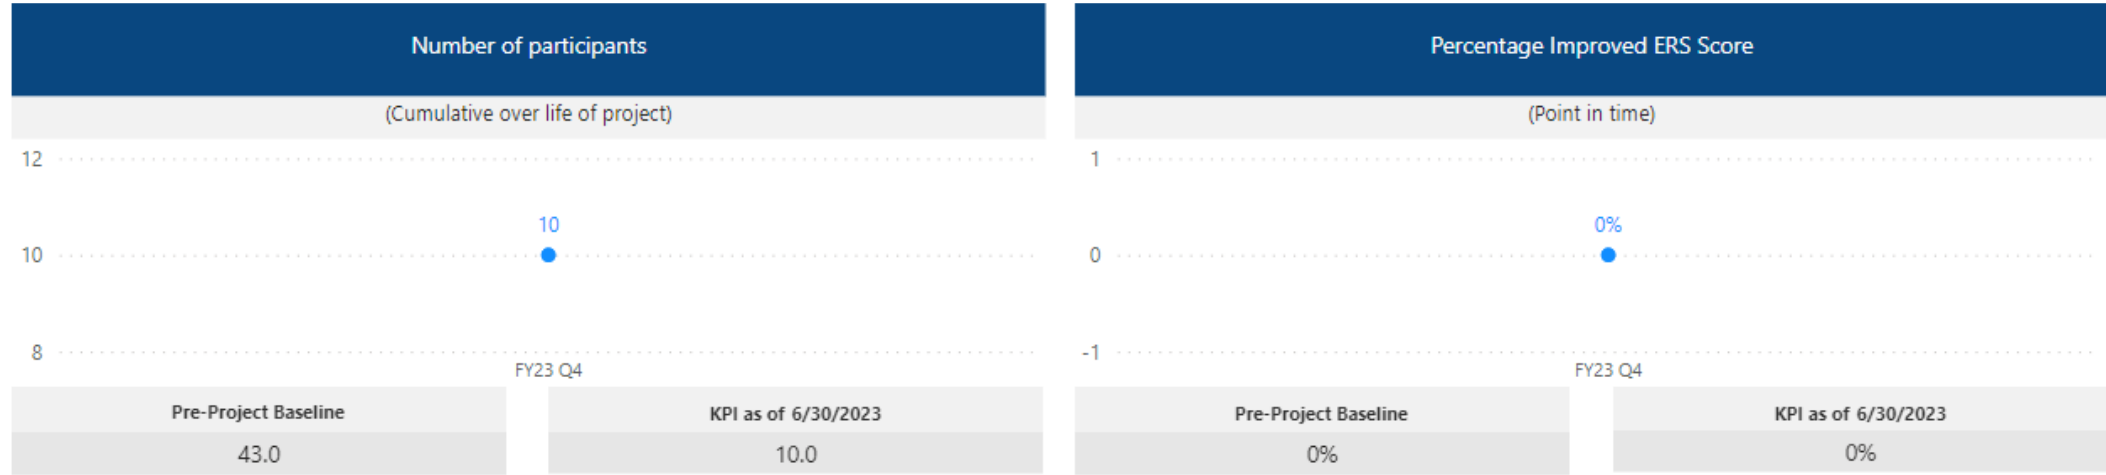 Number of participants
(Cumulative over life of project)
12
10
10
8
FY23 Q4
Pre-Project Baseline
43.0
KPI as of 6/30/2023
10.0
Percentage Improved ERS Score
(Point in time)
1
0%
0
-1
FY23 Q4
Pre-Project Baseline
0%
KPI as of 6/30/2023
0%